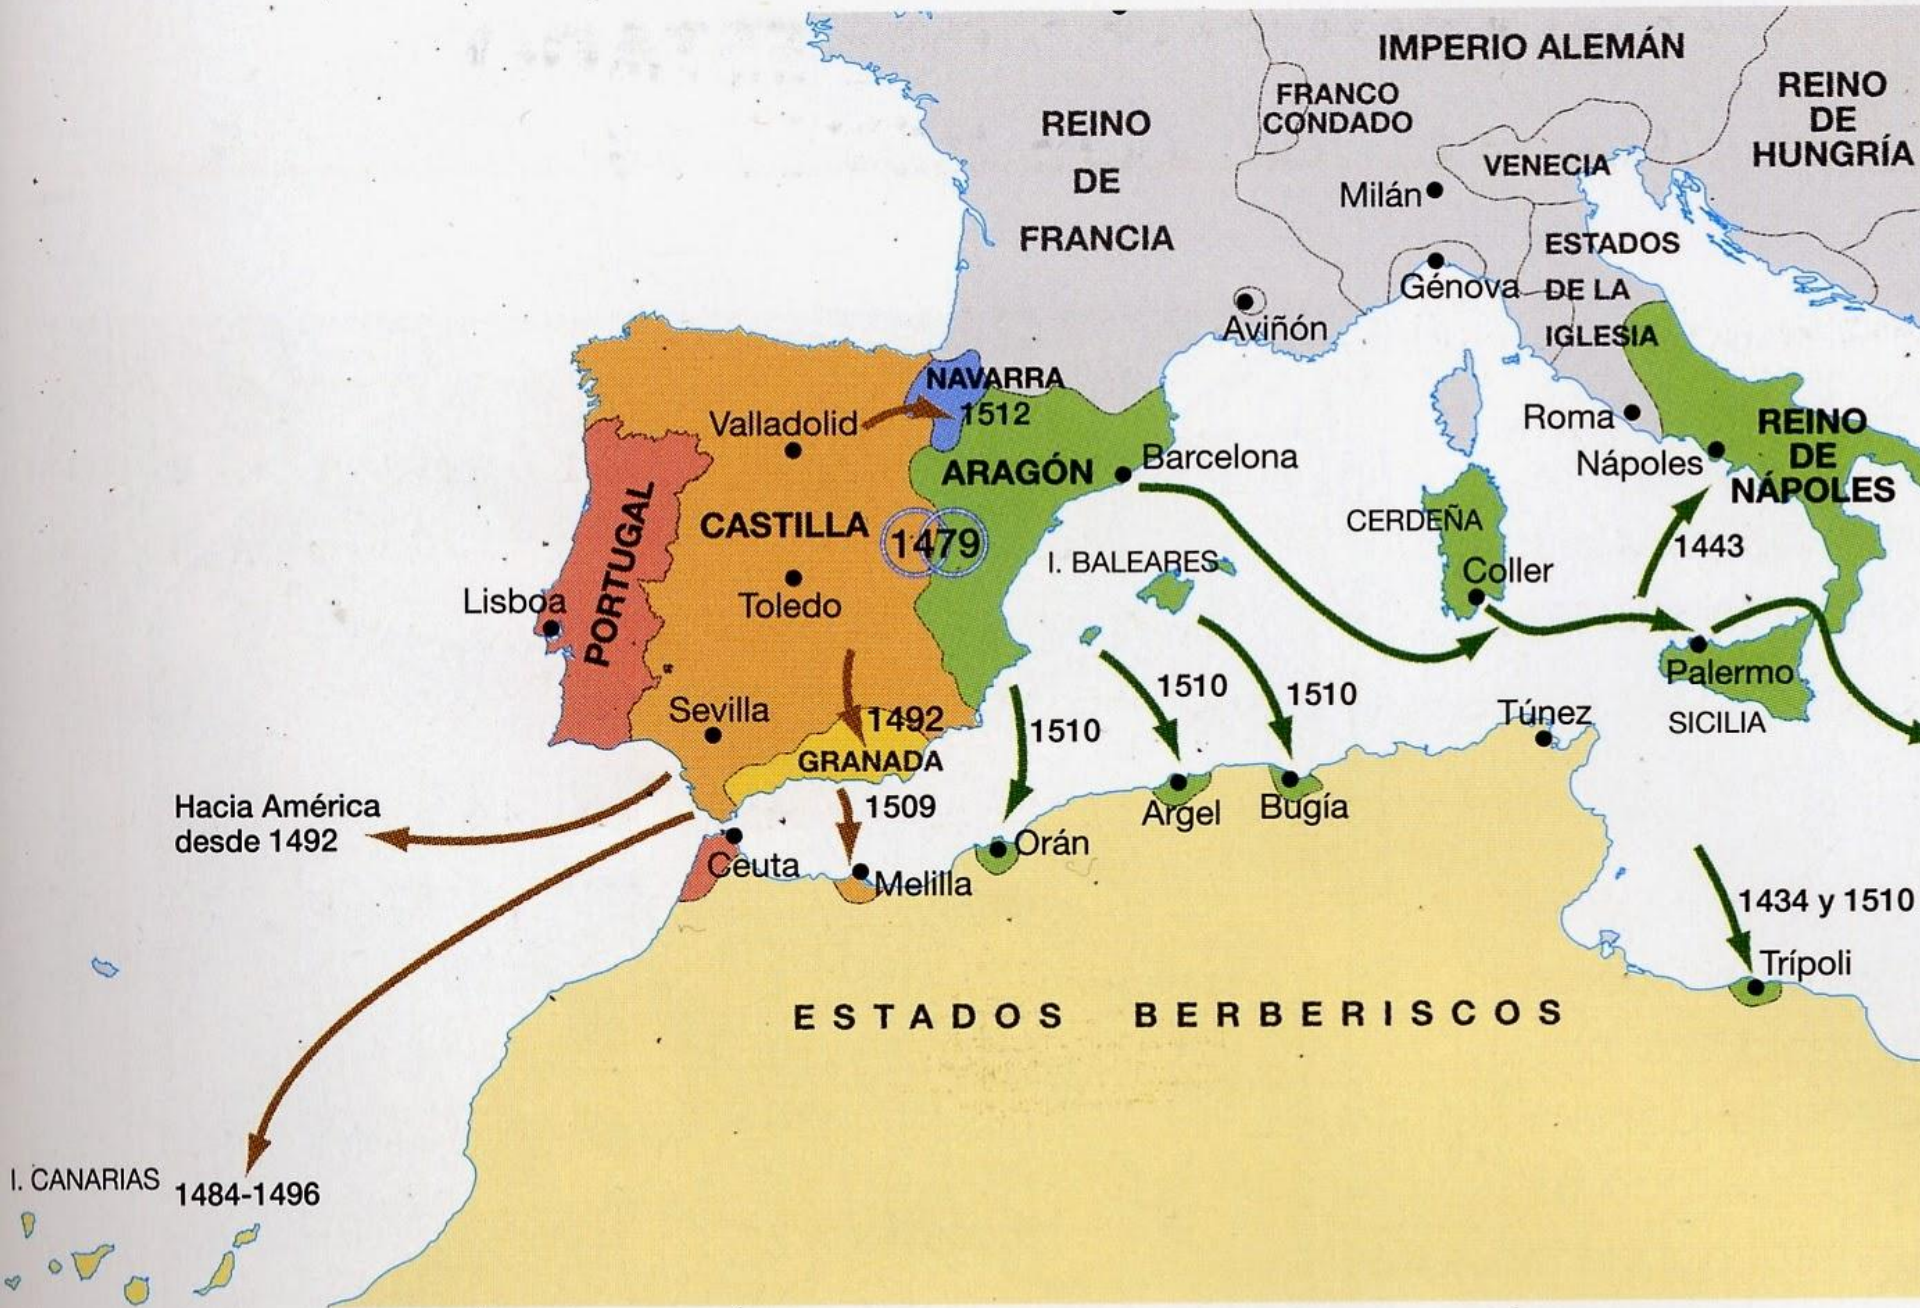 IMPERIO ALEMÁN
REINO
DE
HUNGRÍA
FRANCO
CONDADO
REINO
DE
FRANCIA
VENECIA
Milán
ESTADOS
DE LA
IGLESIA
Génova
Aviñón
NAVARRA
1512
Valladolid
ARAGÓN
Barcelona
Roma
Nápoles
REINO
DE
NÁPOLES
PORTUGAL
CASTILLA
1479
CERDEÑA
1443
I. BALEARES
Coller
Lisboa
Toledo
Palermo
SICILIA
Sevilla
1492
GRANADA
1510
1510
1510
Túnez
Hacia América
desde 1492
1509
Argel
Bugía
Orán
Ceuta
Melilla
1434 y 1510
Trípoli
ESTADOS BERBERISCOS
I. CANARIAS
1484-1496